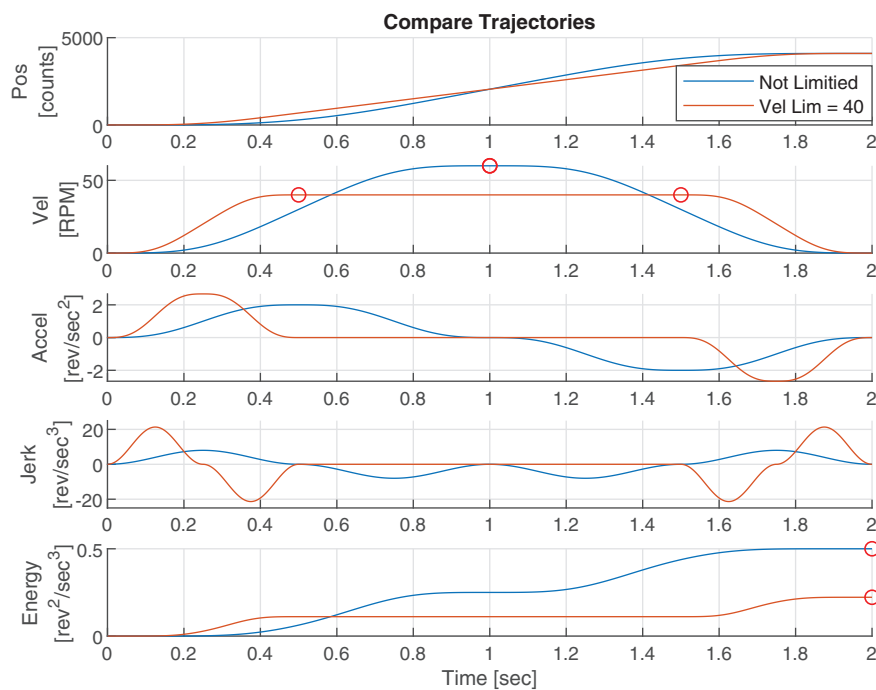 Compare Trajectories
Pos
[counts]
5000
0
Not Limitied
Vel Lim = 40
0 0.2 0.4 0.6 0.8 1 1.2 1.4 1.6 1.8 2
Vel
[RPM]
50
0
0 0.2 0.4 0.6 0.8 1 1.2 1.4 1.6 1.8 2
Accel
[rev/sec²]
2
0
-2
0 0.2 0.4 0.6 0.8 1 1.2 1.4 1.6 1.8 2
Jerk
[rev/sec³]
20
0
-20
0 0.2 0.4 0.6 0.8 1 1.2 1.4 1.6 1.8 2
Energy
[rev²/sec³]
0.5
0
0 0.2 0.4 0.6 0.8 1 1.2 1.4 1.6 1.8 2
Time [sec]